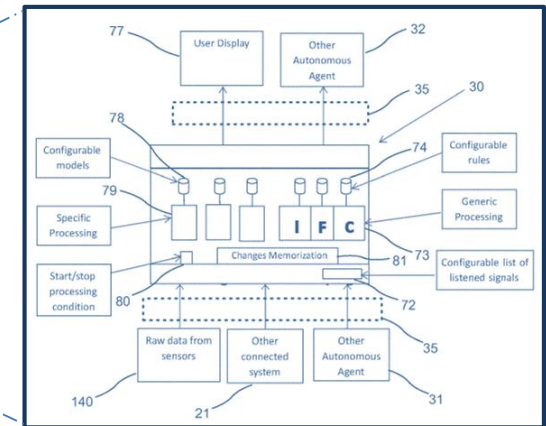 77
User Display
Other
Autonomous
Agent
32
35
30
78
74
Configurable
models
Configurable
rules
79
Specific
Processing
I F C
Generic
Processing
73
Start/stop
processing
condition
Changes Memorization
81
Configurable list of
listened signals
80
72
35
Raw data from
sensors
Other
connected
system
Other
Autonomous
Agent
140
21
31